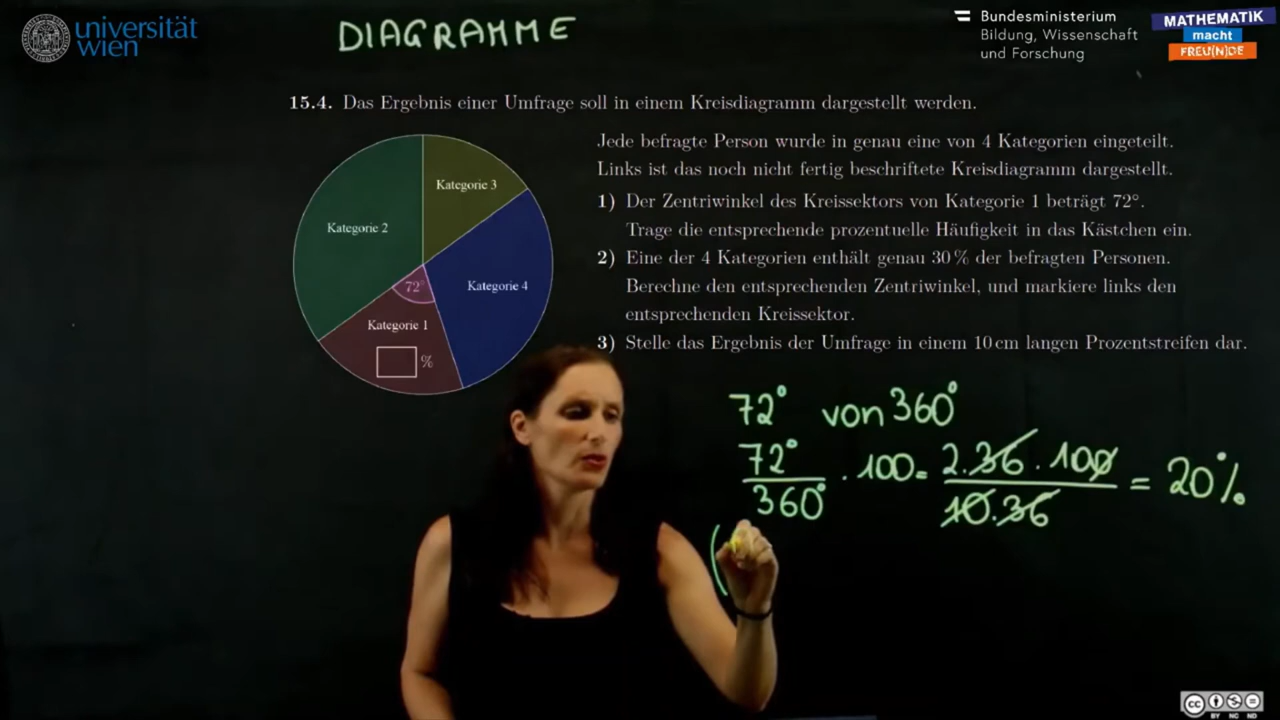 universität
wien
DIAGRAMME
Bundesministerium
Bildung, Wissenschaft
und Forschung
MATHEMATIK
macht
FREU(N)DE
15.4. Das Ergebnis einer Umfrage soll in einem Kreisdiagramm dargestellt werden.
Kategorie 3
Kategorie 2
Kategorie 4
72°
Kategorie 1
%
Jede befragte Person wurde in genau eine von 4 Kategorien eingeteilt.
Links ist das noch nicht fertig beschriftete Kreisdiagramm dargestellt.
1) Der Zentriwinkel des Kreissektors von Kategorie 1 beträgt 72°.
Trage die entsprechende prozentuelle Häufigkeit in das Kästchen ein.
2) Eine der 4 Kategorien enthält genau 30 % der befragten Personen.
Berechne den entsprechenden Zentriwinkel, und markiere links den
entsprechenden Kreissektor.
3) Stelle das Ergebnis der Umfrage in einem 10 cm langen Prozentstreifen dar.
72° von 360°
72°/360° · 100 = 2·36·100/10·36 = 20%
(
cc
BY NC ND